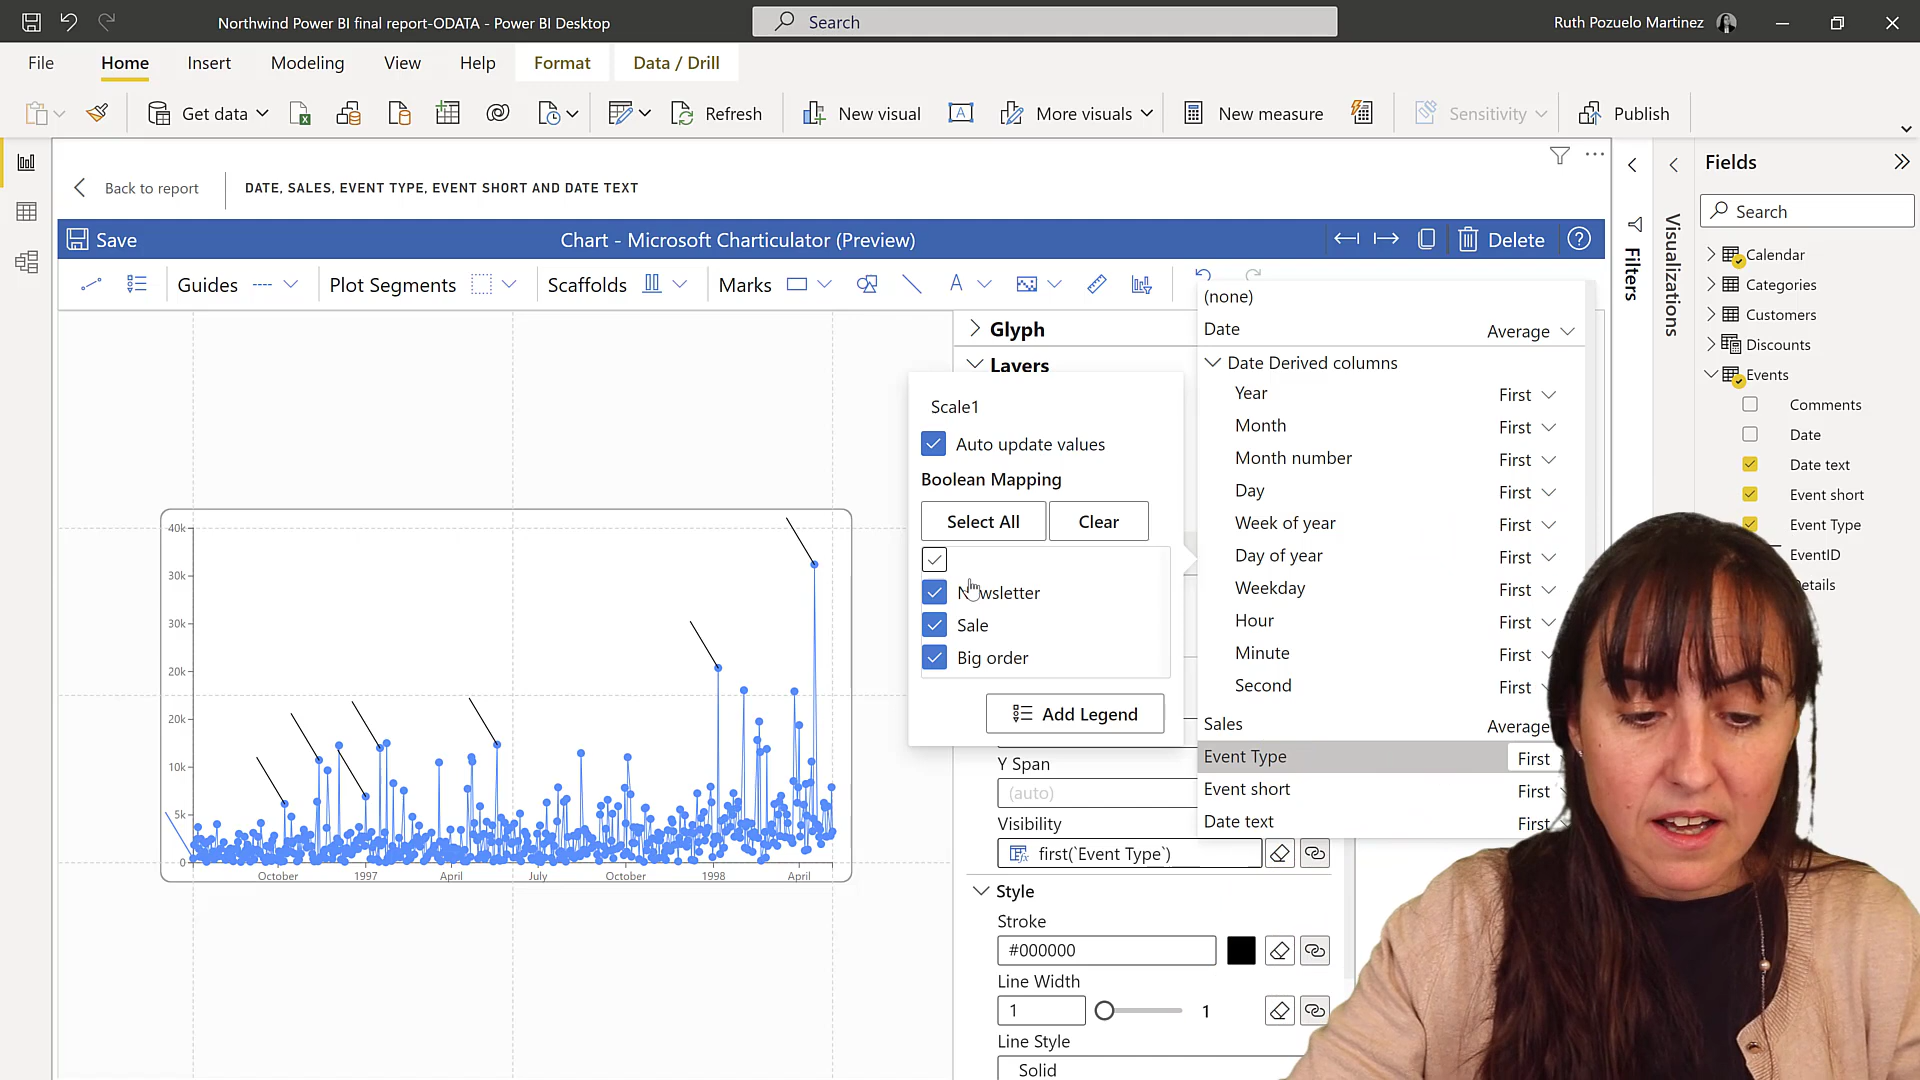 Northwind Power BI final report-ODATA - Power BI Desktop
Search
Ruth Pozuelo Martinez
File
Home
Insert
Modeling
View
Help
Format
Data / Drill
Get data
Refresh
New visual
More visuals
New measure
Sensitivity
Publish
Back to report
DATE, SALES, EVENT TYPE, EVENT SHORT AND DATE TEXT
Save
Chart - Microsoft Charticulator (Preview)
Delete
Guides
Plot Segments
Scaffolds
Marks
Glyph
Layers
Scale1
Auto update values
Boolean Mapping
Select All
Clear
Newsletter
Sale
Big order
Add Legend
Y Span
(auto)
Visibility
first(`Event Type`)
Style
Stroke
#000000
Line Width
1
1
Line Style
Solid
(none)
Date
Average
Date Derived columns
Year
First
Month
First
Month number
First
Day
First
Week of year
First
Day of year
First
Weekday
First
Hour
First
Minute
First
Second
First
Sales
Average
Event Type
First
Event short
First
Date text
First
40k
30k
30k
20k
20k
10k
5k
0
October
1997
April
July
October
1998
April
Filters
Visualizations
Fields
Search
Calendar
Categories
Customers
Discounts
Events
Comments
Date
Date text
Event short
Event Type
EventID